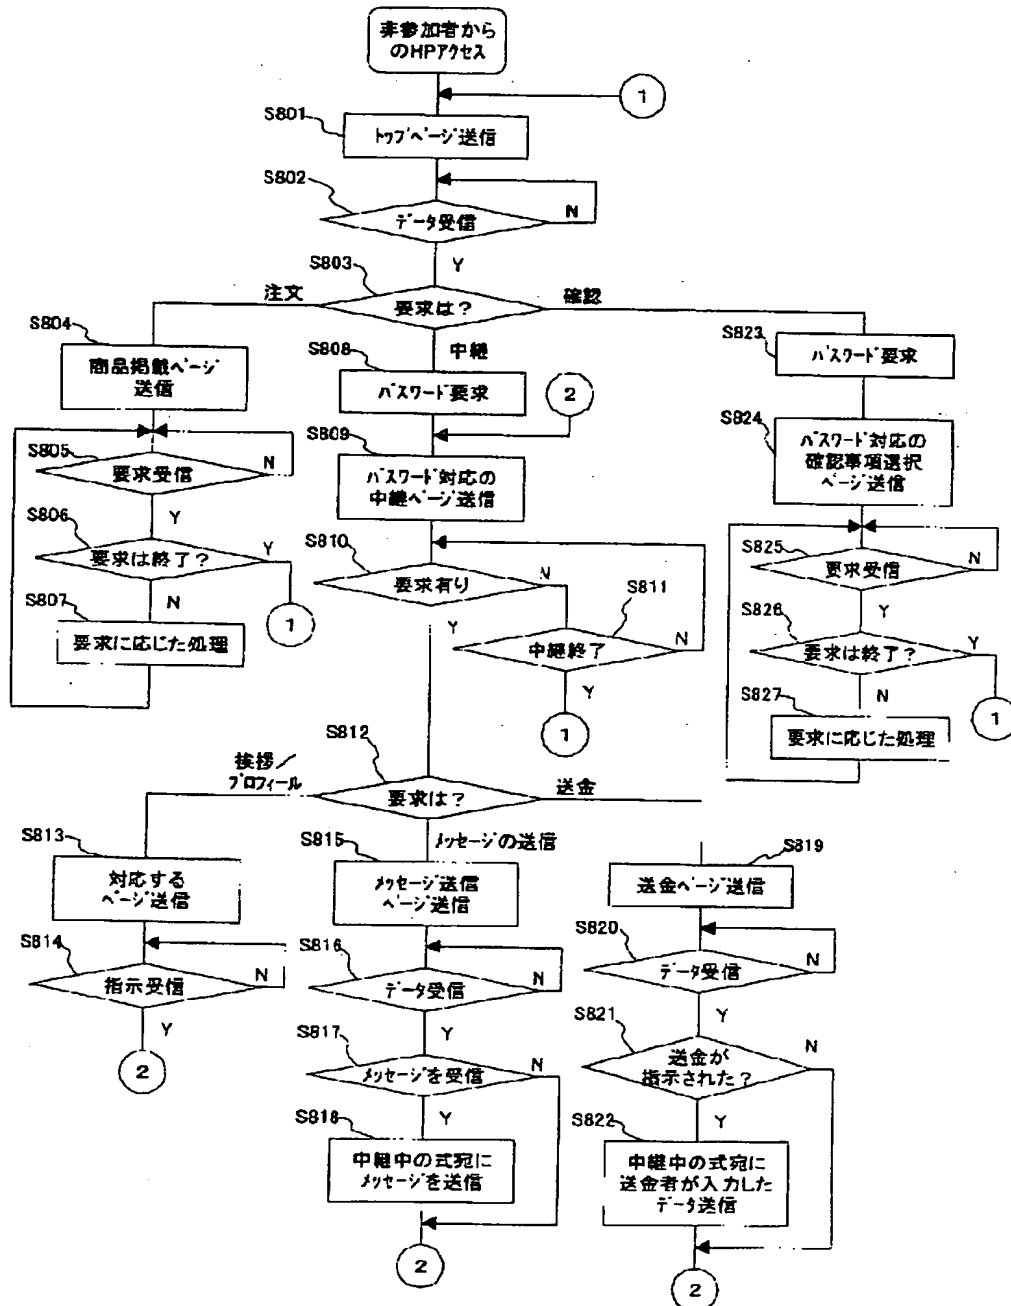 非参加者から
のHPアクセス
1
S801
トップページ送信
S802
データ受信
N
Y
S803
要求は？
注文
中継
確認
S804
商品掲載ページ
送信
S805
要求受信
N
Y
S806
要求は終了？
Y
N
1
S807
要求に応じた処理
S808
パスワード要求
2
S809
パスワード対応の
中継ページ送信
S810
要求有り
N
Y
S811
中継終了
N
Y
1
S823
パスワード要求
S824
パスワード対応の
確認事項選択
ページ送信
S825
要求受信
N
Y
S826
要求は終了？
Y
N
1
S827
要求に応じた処理
S812
要求は？
挨拶／
プロフィール
メッセージの送信
送金
S813
対応する
ページ送信
S814
指示受信
N
Y
2
S815
メッセージ送信
ページ送信
S816
データ受信
N
Y
S817
メッセージを受信
N
Y
S818
中継中の式宛に
メッセージを送信
2
S819
送金ページ送信
S820
データ受信
N
Y
S821
送金が
指示された？
N
Y
S822
中継中の式宛に
送金者が入力した
データ送信
2